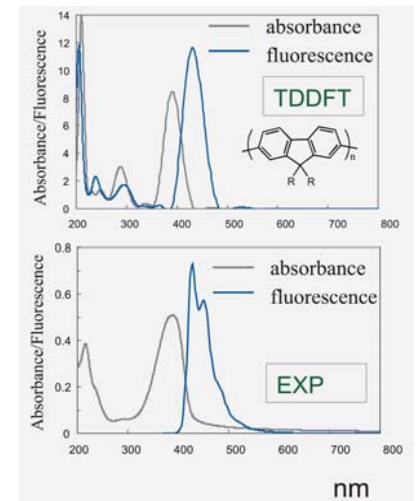 14
12
10
8
6
4
2
0
Absorbance/Fluorescence
absorbance
fluorescence
TDDFT
n
R R
200 300 400 500 600 700 800
0.8
0.6
0.4
0.2
0
Absorbance/Fluorescence
absorbance
fluorescence
EXP
200 300 400 500 600 700 800
nm